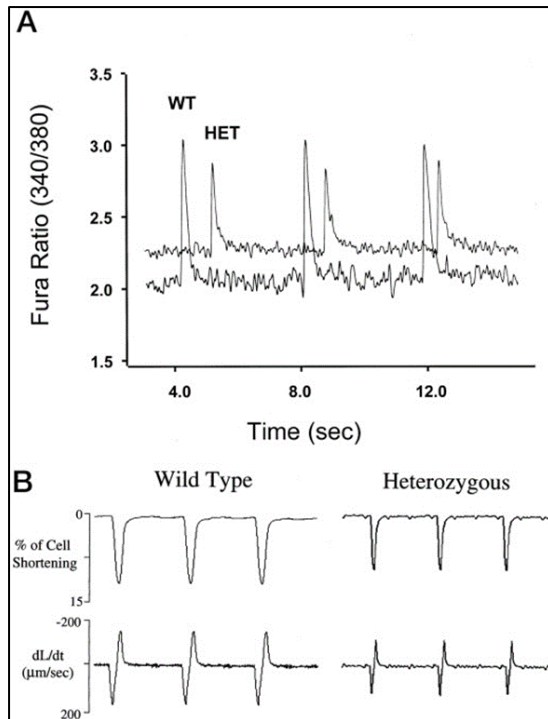 A
3.5
3.0
2.5
2.0
1.5
Fura Ratio (340/380)
WT
HET
4.0 8.0 12.0
Time (sec)
B
Wild Type Heterozygous
0
% of Cell
Shortening
15
-200
dL/dt
(µm/sec)
200